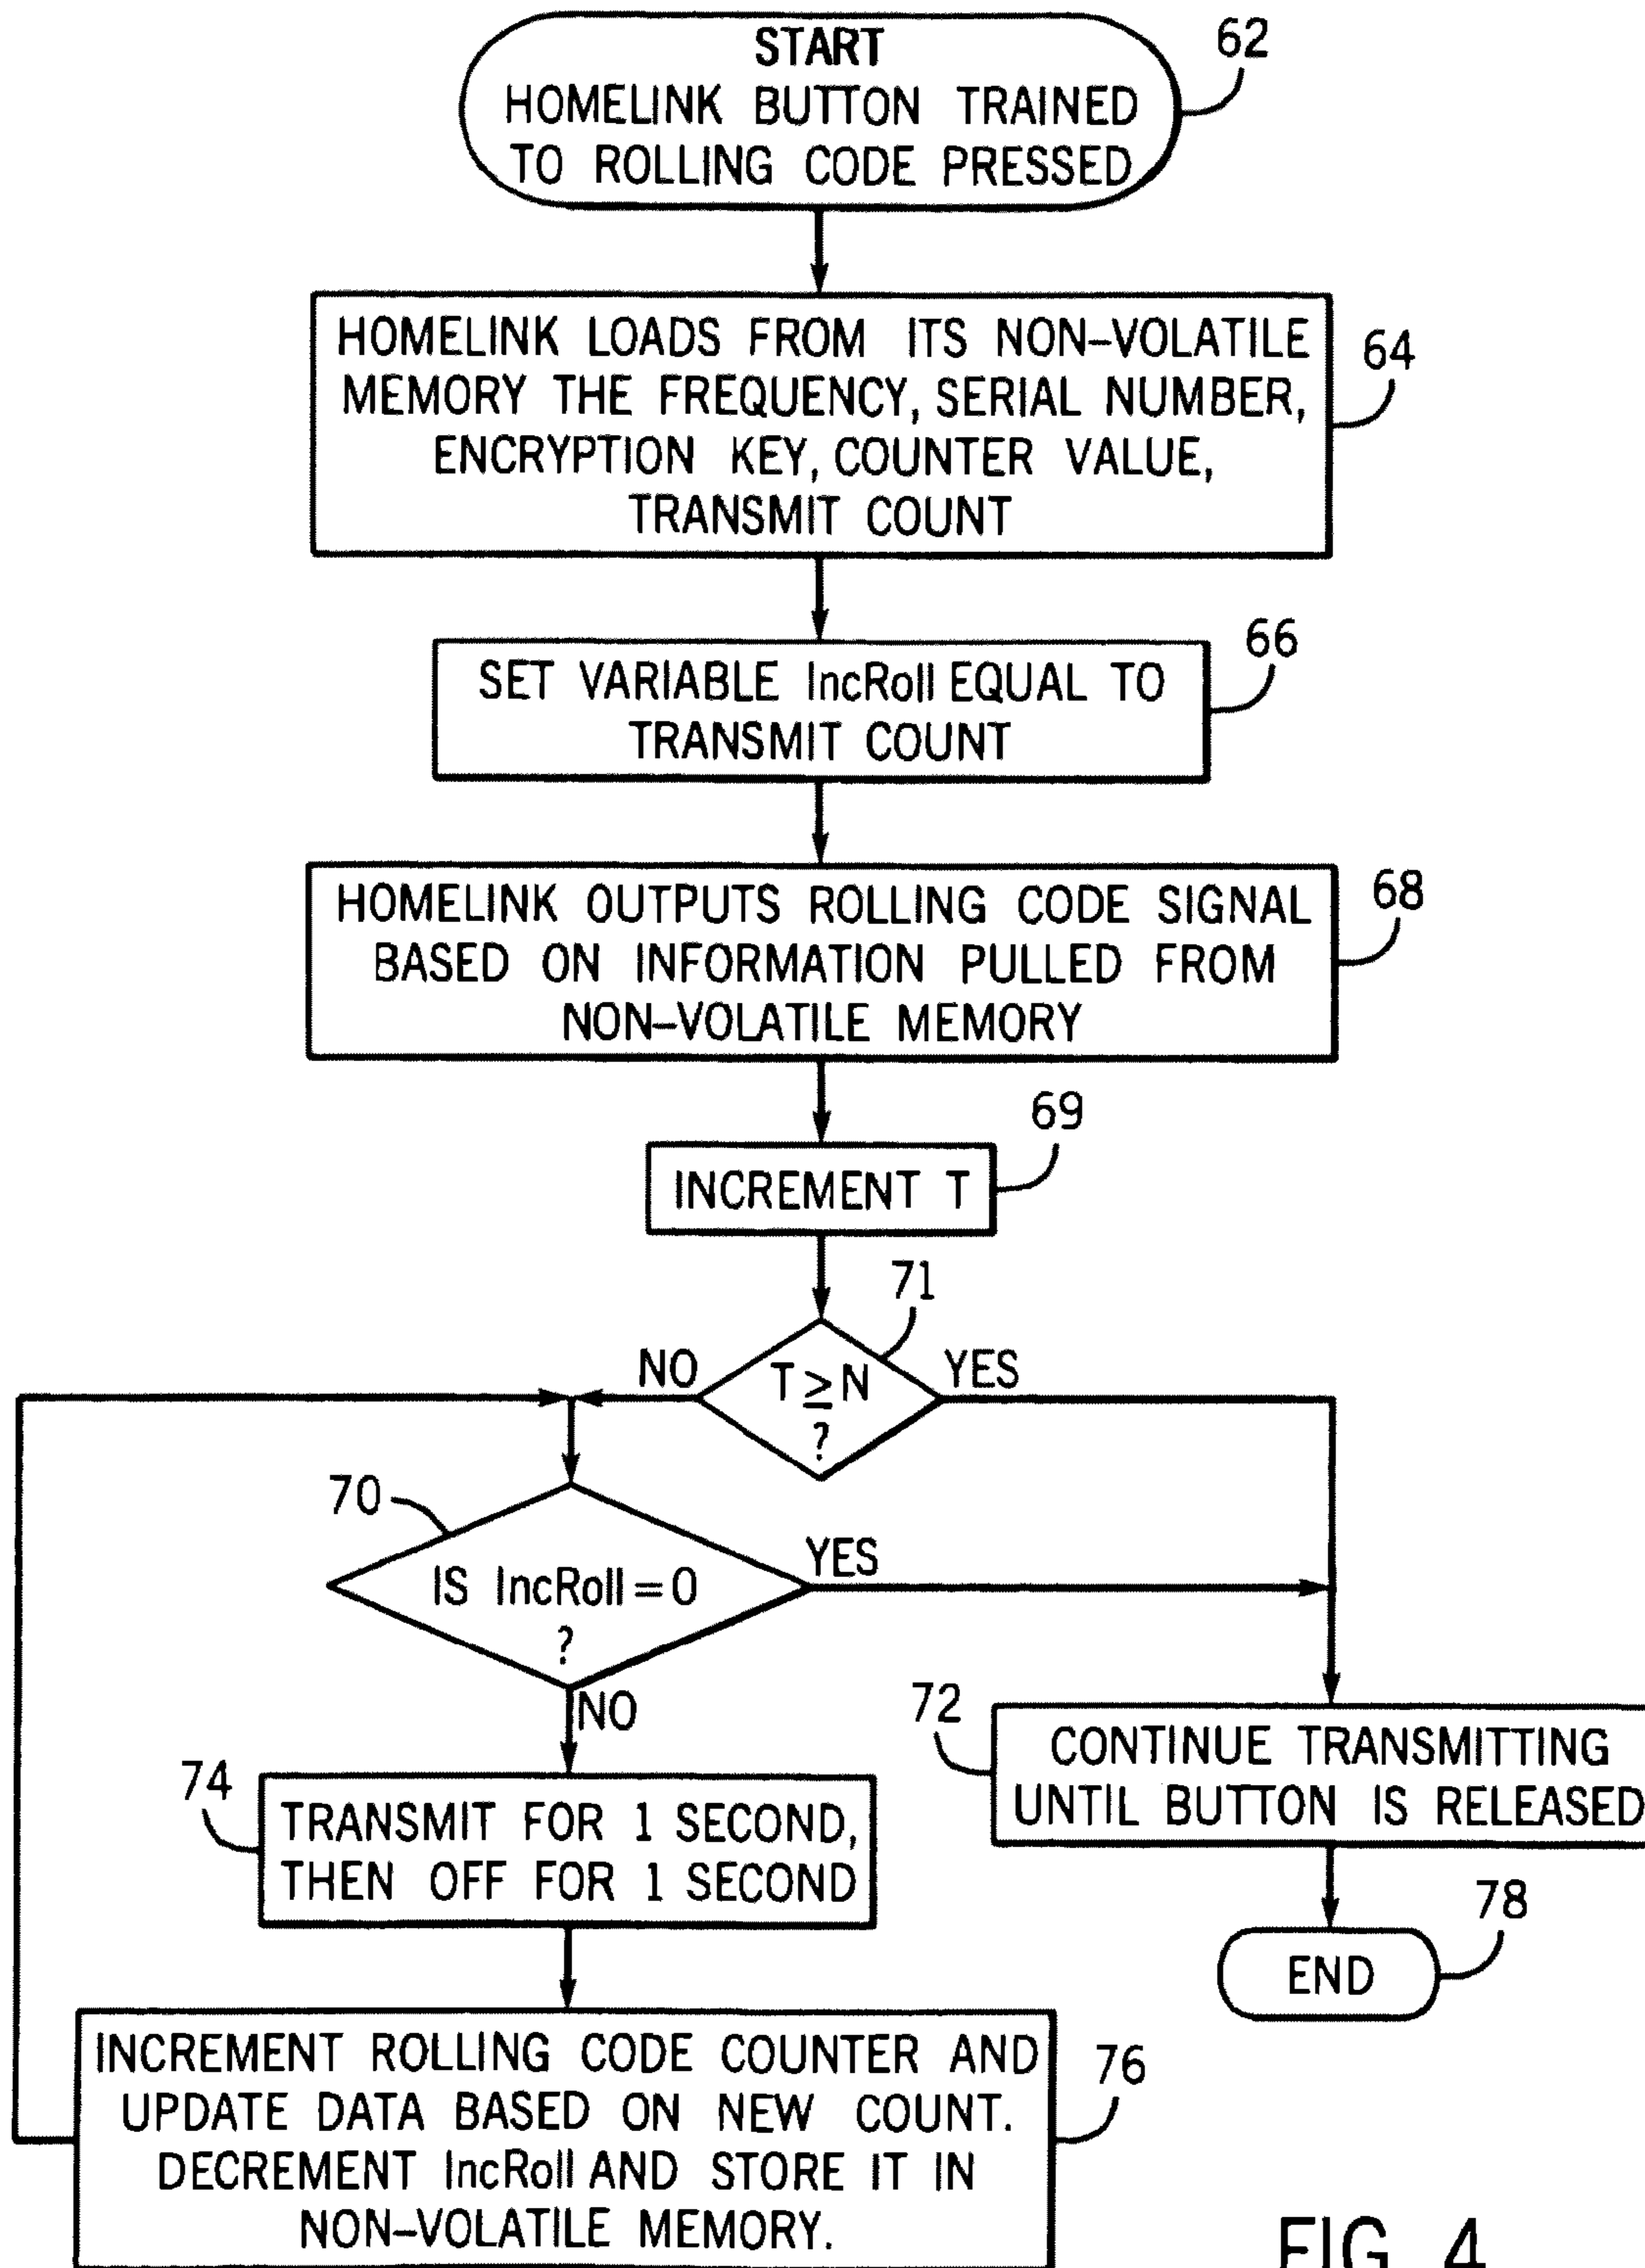 START
HOMELINK BUTTON TRAINED
TO ROLLING CODE PRESSED
62
HOMELINK LOADS FROM ITS NON–VOLATILE
MEMORY THE FREQUENCY, SERIAL NUMBER,
ENCRYPTION KEY, COUNTER VALUE,
TRANSMIT COUNT
64
SET VARIABLE IncRoll EQUAL TO
TRANSMIT COUNT
66
HOMELINK OUTPUTS ROLLING CODE SIGNAL
BASED ON INFORMATION PULLED FROM
NON–VOLATILE MEMORY
68
INCREMENT T
69
71
NO
T ≥ N
?
YES
70
IS IncRoll = 0
?
YES
NO
72
CONTINUE TRANSMITTING
UNTIL BUTTON IS RELEASED
74
TRANSMIT FOR 1 SECOND,
THEN OFF FOR 1 SECOND
78
END
INCREMENT ROLLING CODE COUNTER AND
UPDATE DATA BASED ON NEW COUNT.
DECREMENT IncRoll AND STORE IT IN
NON–VOLATILE MEMORY.
76
FIG. 4